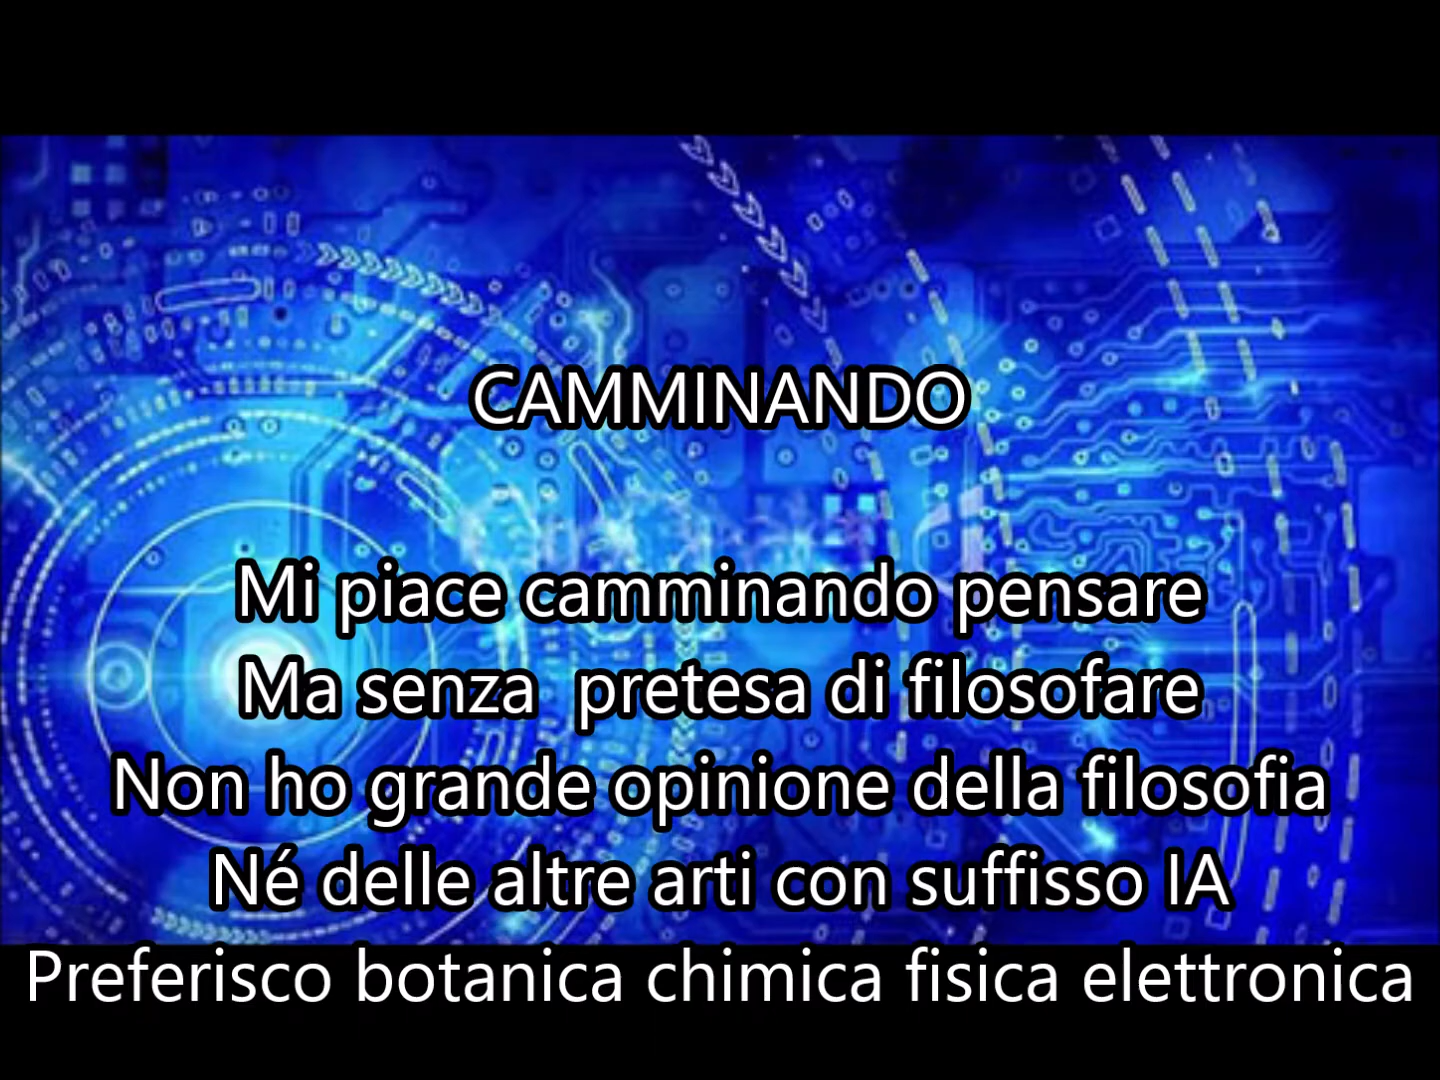 CAMMINANDO
Mi piace camminando pensare
Ma senza  pretesa di filosofare
Non ho grande opinione della filosofia
Né delle altre arti con suffisso IA
Preferisco botanica chimica fisica elettronica